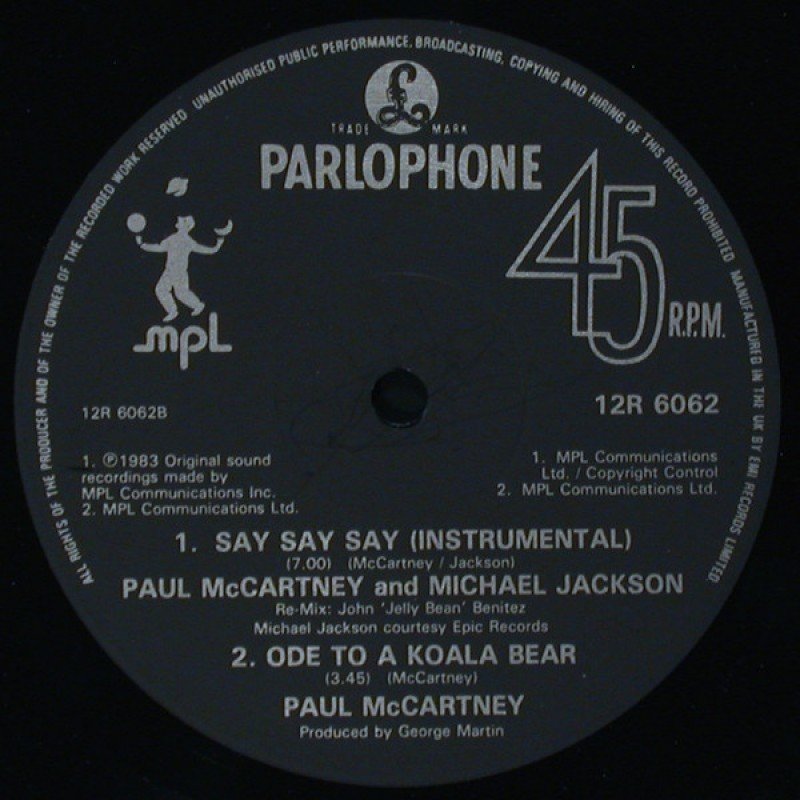 ALL RIGHTS OF THE PRODUCER AND OF THE OWNER OF THE RECORDED WORK RESERVED UNAUTHORISED PUBLIC PERFORMANCE, BROADCASTING, COPYING AND HIRING OF THIS RECORD PROHIBITED MANUFACTURED IN THE UK BY EMI RECORDS LIMITED
£
TRADE MARK
PARLOPHONE
mpL
45 R.P.M.
12R 6062B
12R 6062
1. ℗1983 Original sound
recordings made by
MPL Communications Inc.
2. MPL Communications Ltd.
1. MPL Communications
Ltd. / Copyright Control
2. MPL Communications Ltd.
1. SAY SAY SAY (INSTRUMENTAL)
(7.00) (McCartney / Jackson)
PAUL McCARTNEY and MICHAEL JACKSON
Re-Mix: John 'Jelly Bean' Benitez
Michael Jackson courtesy Epic Records
2. ODE TO A KOALA BEAR
(3.45) (McCartney)
PAUL McCARTNEY
Produced by George Martin